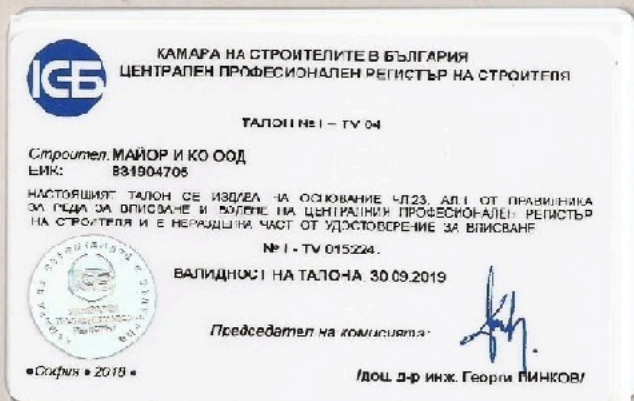 КСБ
КАМАРА НА СТРОИТЕЛИТЕ В БЪЛГАРИЯ
ЦЕНТРАЛЕН ПРОФЕСИОНАЛЕН РЕГИСТЪР НА СТРОИТЕЛЯ
ТАЛОН № I – TV 04
Строител: МАЙОР И КО ООД
ЕИК: 831904705
НАСТОЯЩИЯТ ТАЛОН СЕ ИЗДАВА НА ОСНОВАНИЕ ЧЛ.23, АЛ.1 ОТ ПРАВИЛНИКА
ЗА РЕДА ЗА ВПИСВАНЕ И ВОДЕНЕ НА ЦЕНТРАЛНИЯ ПРОФЕСИОНАЛЕН РЕГИСТЪР
НА СТРОИТЕЛЯ И Е НЕРАЗДЕЛНА ЧАСТ ОТ УДОСТОВЕРЕНИЕ ЗА ВПИСВАНЕ
№ I - TV 015224.
ВАЛИДНОСТ НА ТАЛОНА: 30.09.2019
Председател на комисията:
• София • 2018 •
/доц. д-р инж. Георги ЛИНКОВ/